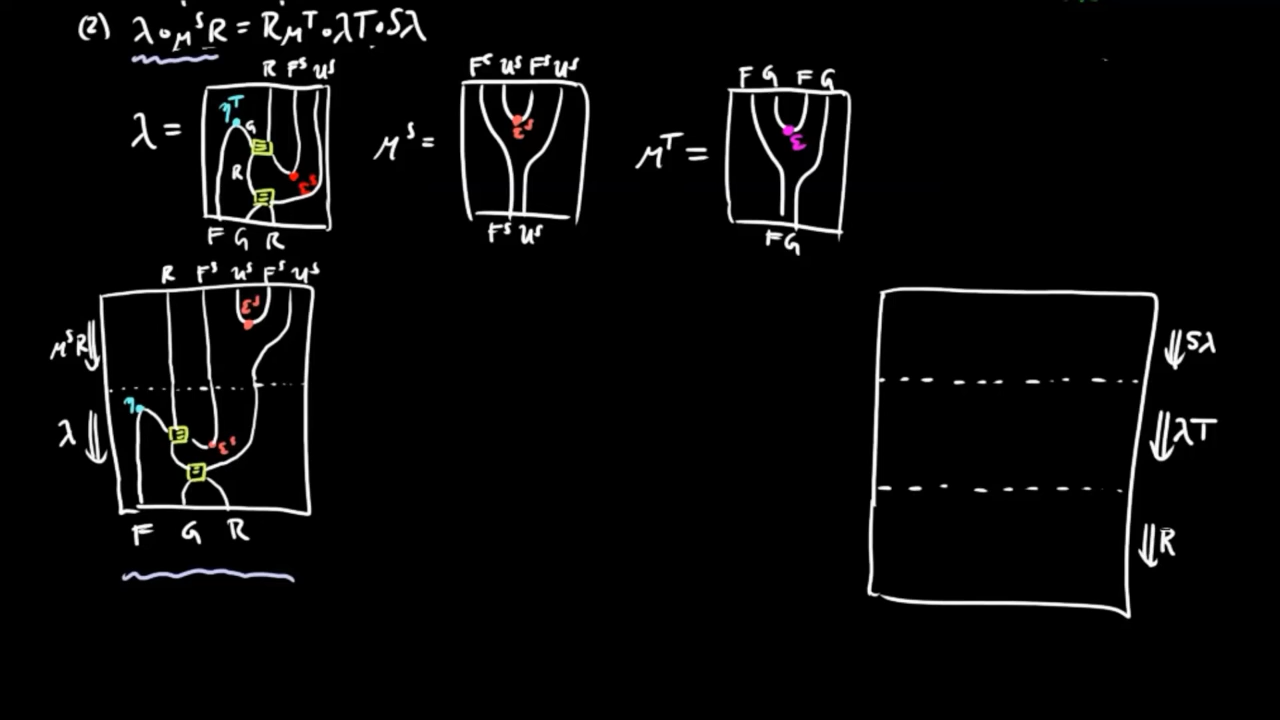 (2) λ∘μˢR = Rμᵀ∘λT∘Sλ
R Fˢ Uˢ
Fˢ Uˢ Fˢ Uˢ
F G F G
λ =
ηᵀ
G
R
εˢ
F G R
μˢ =
εˢ
Fˢ Uˢ
μᵀ =
ε
F G
R Fˢ Uˢ Fˢ Uˢ
εˢ
μˢR
η
λ
εˢ
F G R
Sλ
λT
R